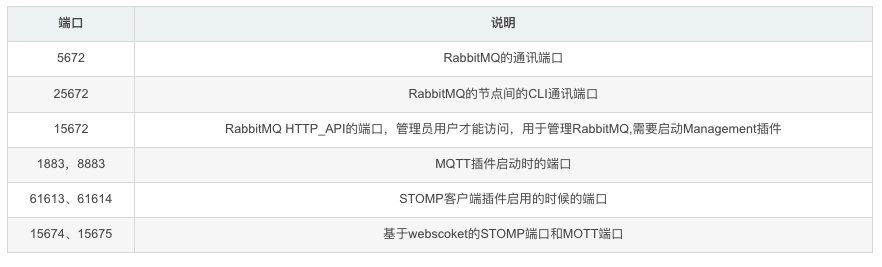 端口 说明
5672 RabbitMQ的通讯端口
25672 RabbitMQ的节点间的CLI通讯端口
15672 RabbitMQ HTTP_API的端口，管理员用户才能访问，用于管理RabbitMQ,需要启动Management插件
1883，8883 MQTT插件启动时的端口
61613、61614 STOMP客户端插件启用的时候的端口
15674、15675 基于webscoket的STOMP端口和MOTT端口